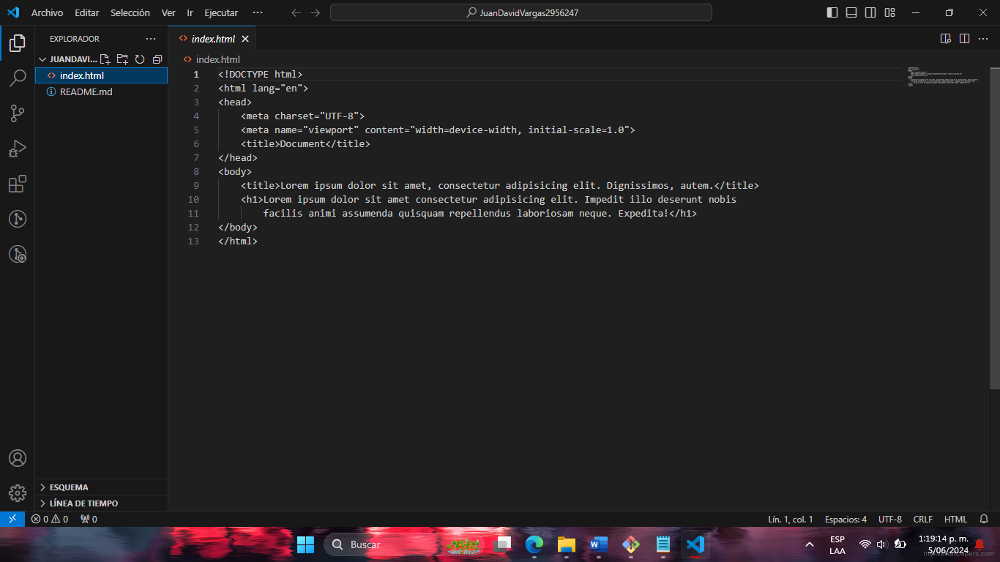 Archivo Editar Selección Ver Ir Ejecutar ··· JuanDavidVargas2956247
EXPLORADOR ···
JUANDAVI...
index.html
README.md
ESQUEMA
LÍNEA DE TIEMPO
index.html
index.html
1 <!DOCTYPE html>
2 <html lang="en">
3 <head>
4 <meta charset="UTF-8">
5 <meta name="viewport" content="width=device-width, initial-scale=1.0">
6 <title>Document</title>
7 </head>
8 <body>
9 <title>Lorem ipsum dolor sit amet, consectetur adipisicing elit. Dignissimos, autem.</title>
10 <h1>Lorem ipsum dolor sit amet consectetur adipisicing elit. Impedit illo deserunt nobis
11 facilis animi assumenda quisquam repellendus laboriosam neque. Expedita!</h1>
12 </body>
13 </html>
0 0 0 Lín. 1, col. 1 Espacios: 4 UTF-8 CRLF HTML
Buscar
ESP
LAA
1:19:14 p. m.
5/06/2024
mylivewallpapers.com